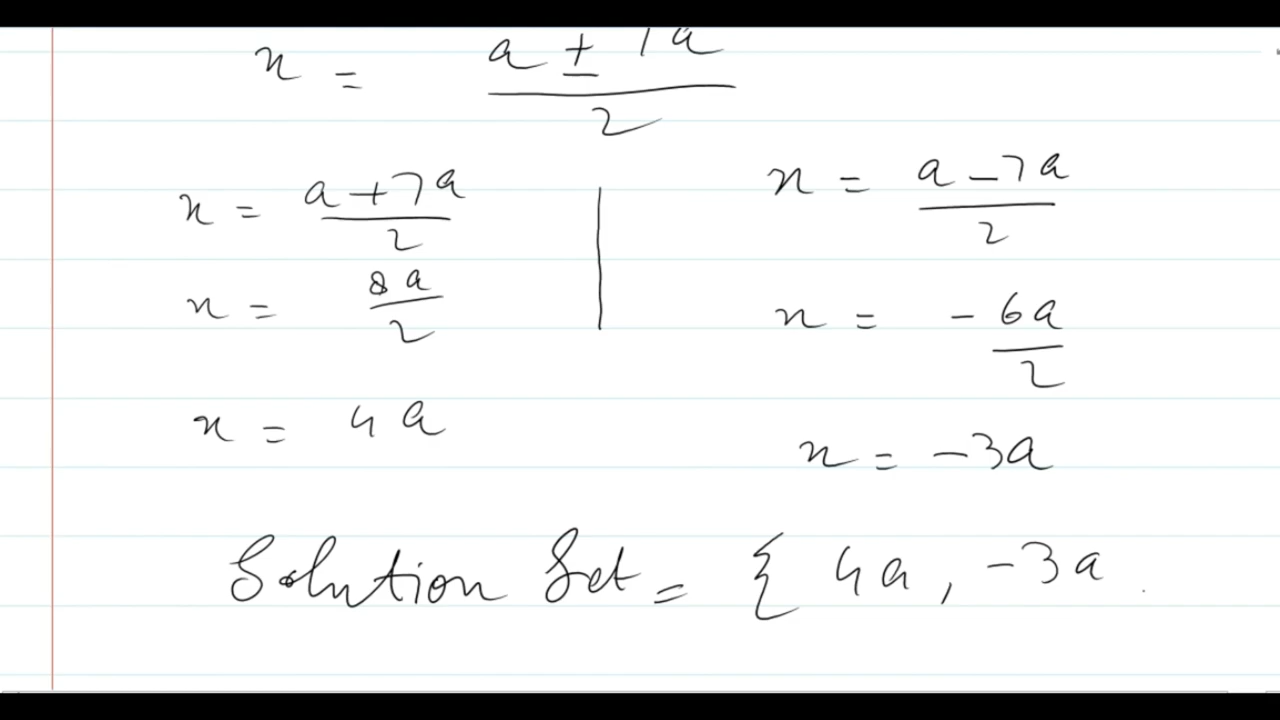 x = (a ± 7a)/2
x = (a + 7a)/2
x = 8a/2
x = 4a
x = (a - 7a)/2
x = -6a/2
x = -3a
Solution Set = { 4a, -3a